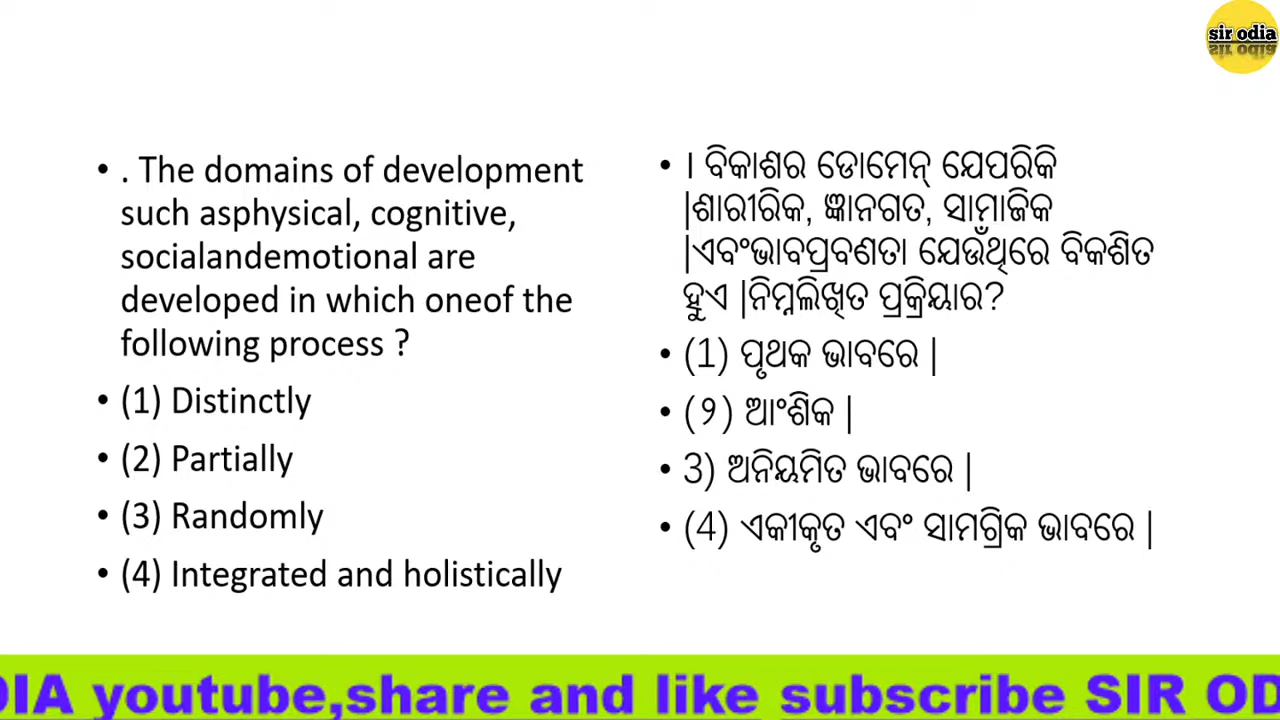 sir odia
• . The domains of development
such asphysical, cognitive,
socialandemotional are
developed in which oneof the
following process ?
• (1) Distinctly
• (2) Partially
• (3) Randomly
• (4) Integrated and holistically
• । ବିକାଶର ଡୋମେନ୍ ଯେପରିକି
|ଶାରୀରିକ, ଜ୍ଞାନଗତ, ସାମାଜିକ
|ଏବଂଭାବପ୍ରବଣତା ଯେଉଁଥିରେ ବିକଶିତ
ହୁଏ |ନିମ୍ନଲିଖିତ ପ୍ରକ୍ରିୟାର?
• (1) ପୃଥକ ଭାବରେ |
• (୨) ଆଂଶିକ |
• 3) ଅନିୟମିତ ଭାବରେ |
• (4) ଏକୀକୃତ ଏବଂ ସାମଗ୍ରିକ ଭାବରେ |
DIA youtube,share and like subscribe SIR OD